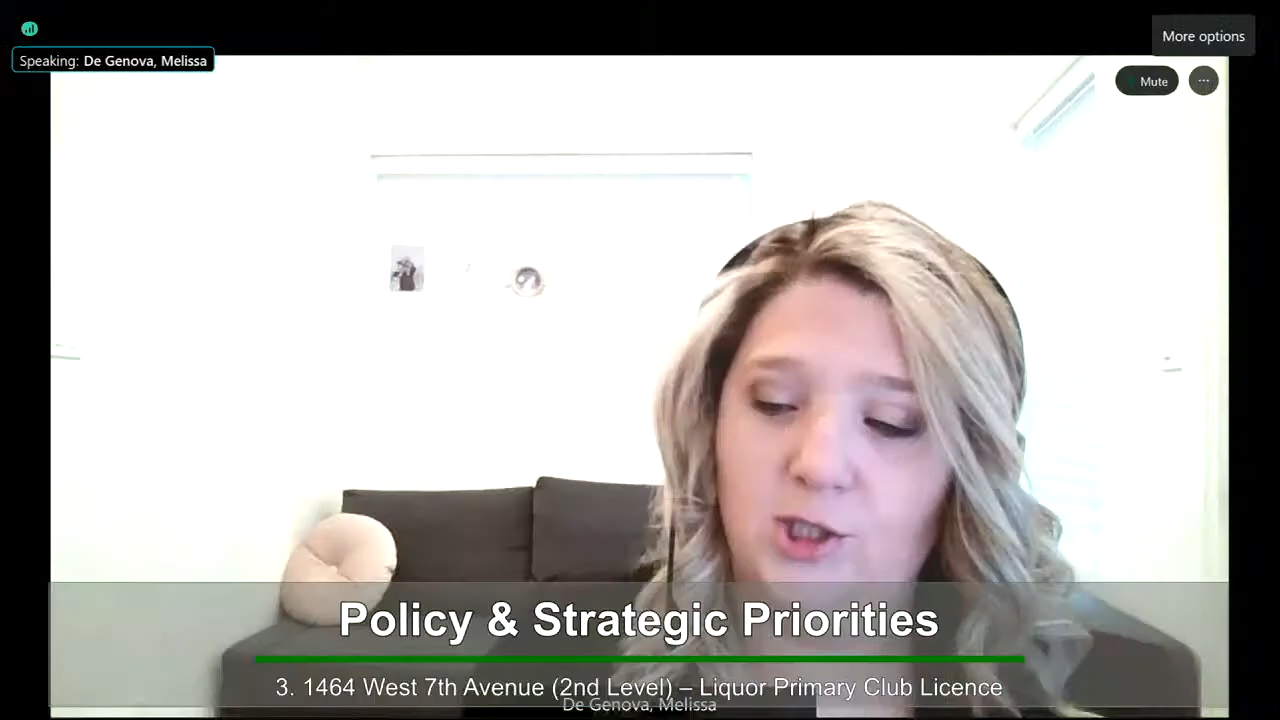 More options
Speaking: De Genova, Melissa
Mute
Policy & Strategic Priorities
3. 1464 West 7th Avenue (2nd Level) – Liquor Primary Club Licence
De Genova, Melissa